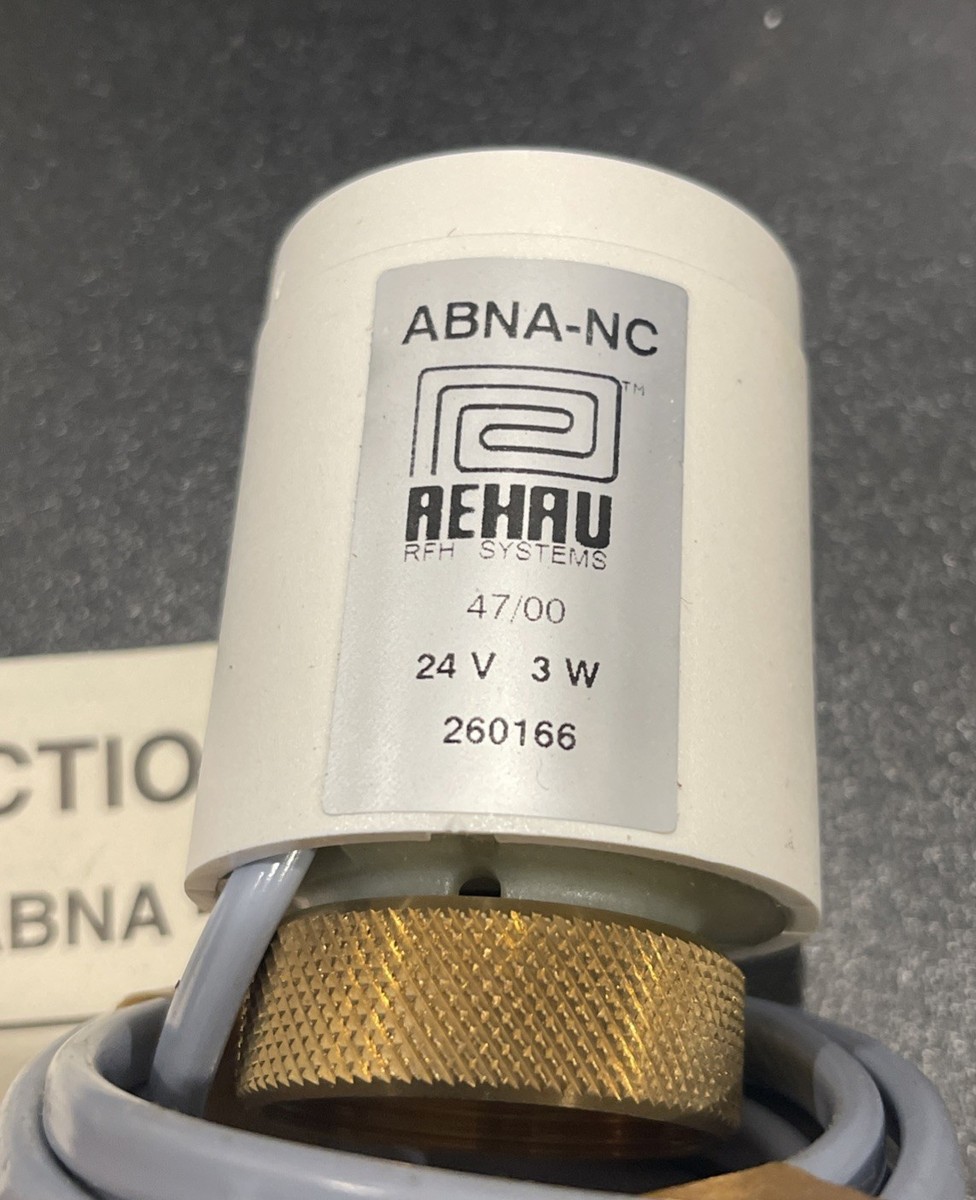 ABNA-NC
TM
REHAU
RFH SYSTEMS
47/00
24 V 3 W
260166
CTIO
ABNA